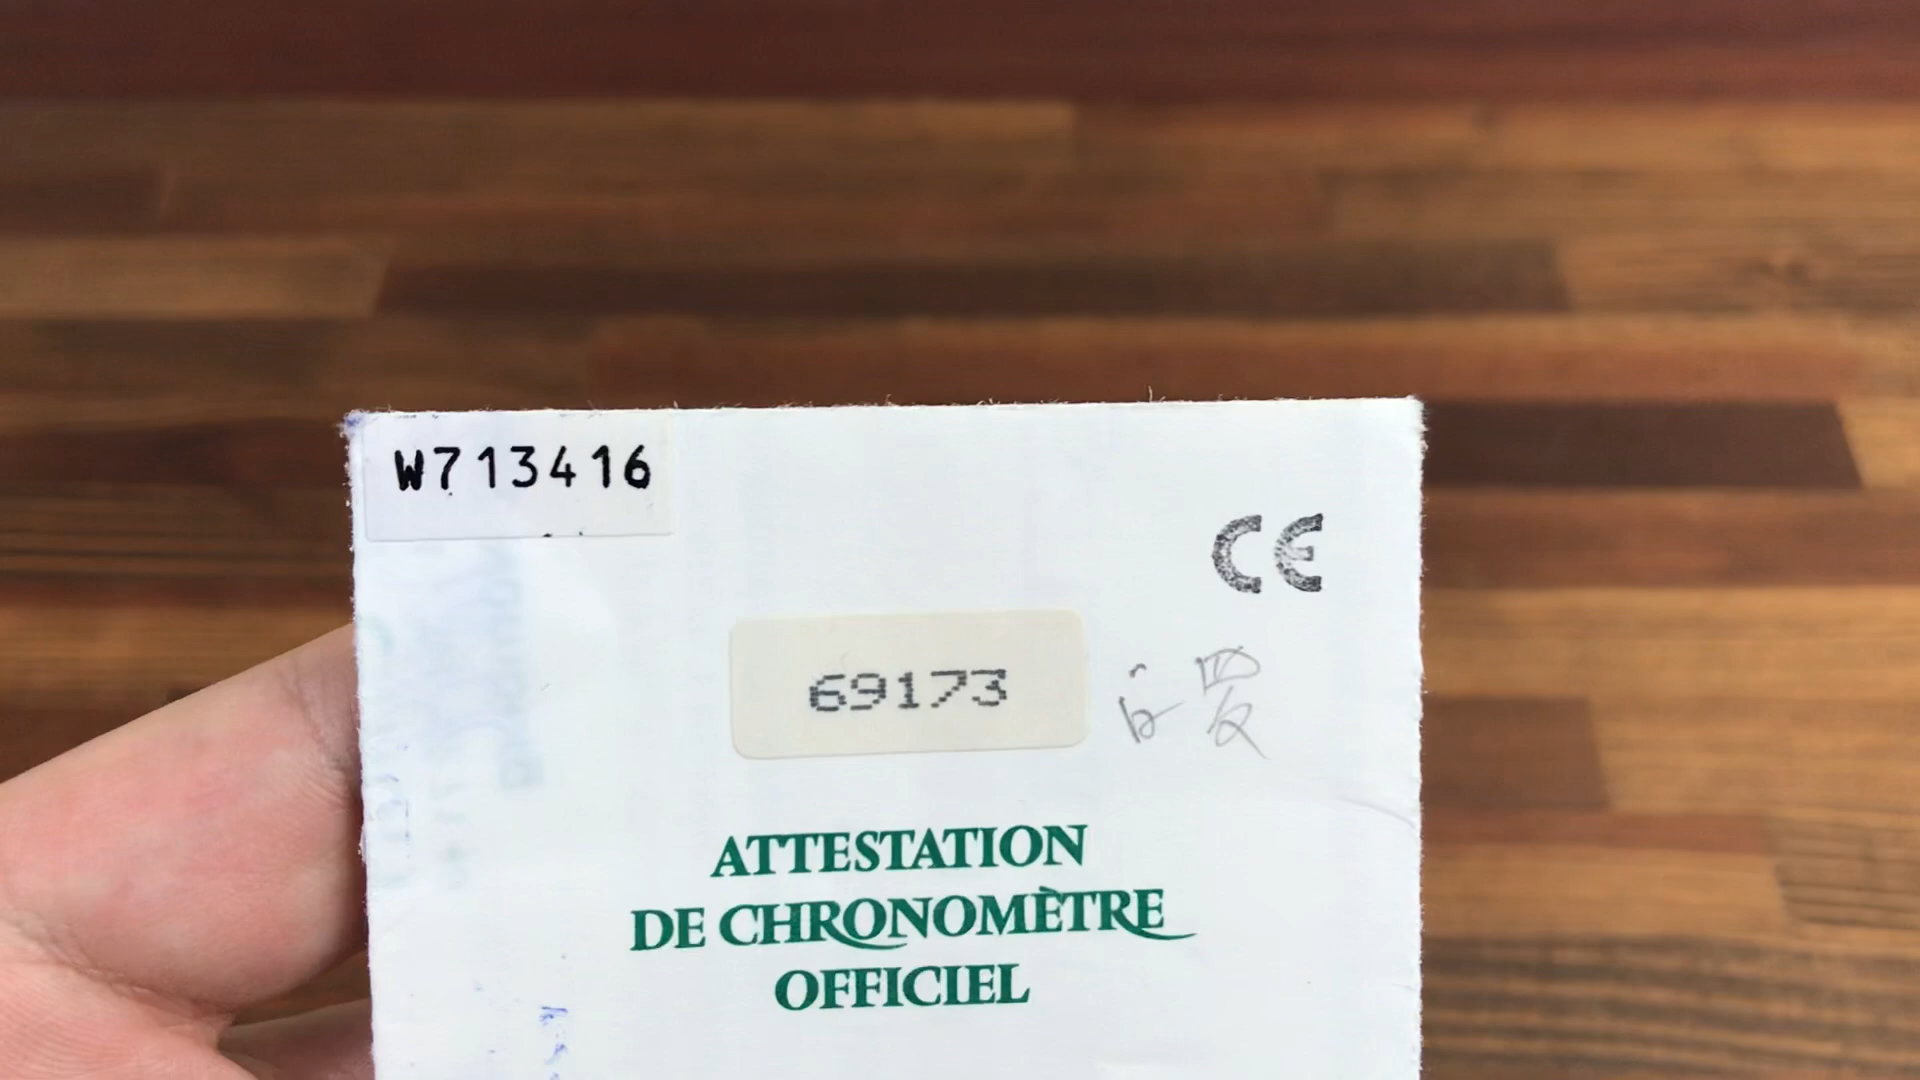 W713416
CE
69173
ATTESTATION
DE CHRONOMÈTRE
OFFICIEL